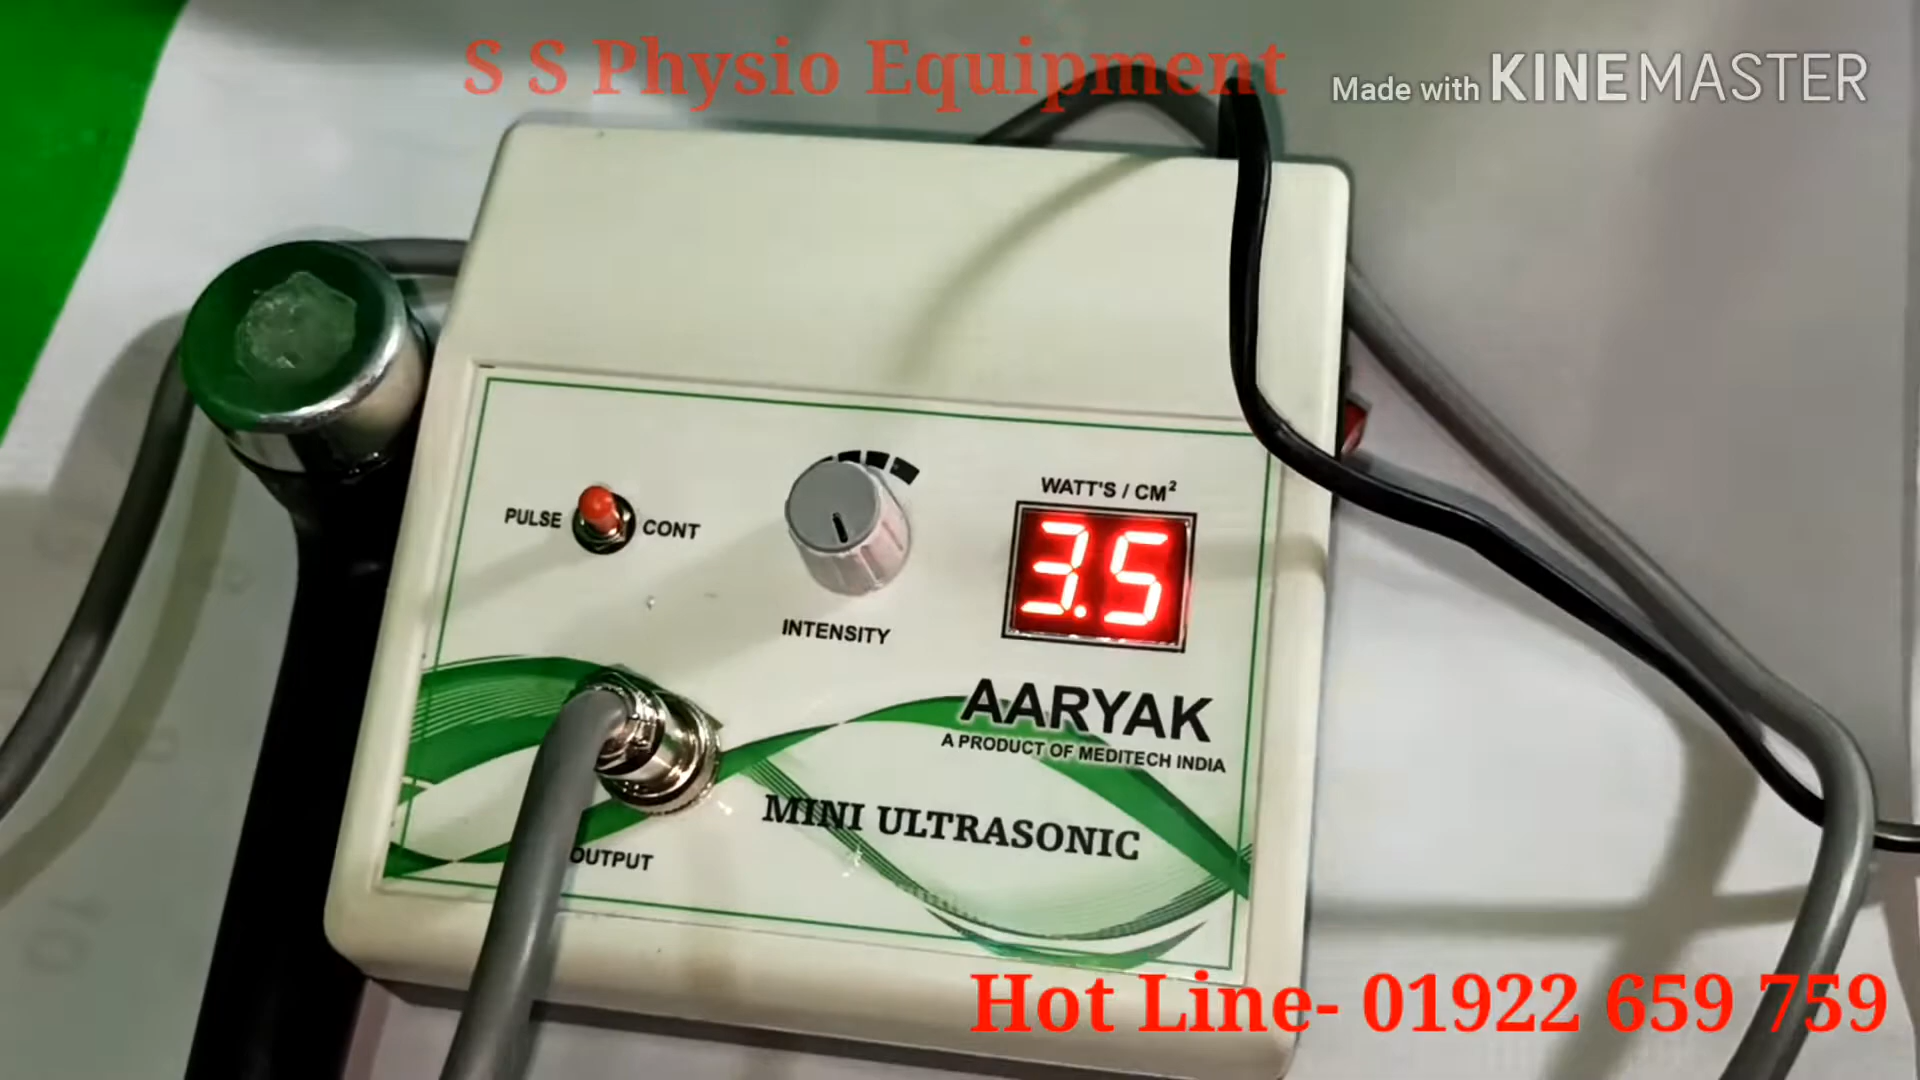 S S Physio Equipment
Made with KINEMASTER
WATT'S / CM²
PULSE
CONT
3.5
INTENSITY
AARYAK
A PRODUCT OF MEDITECH INDIA
MINI ULTRASONIC
OUTPUT
Hot Line- 01922 659 759